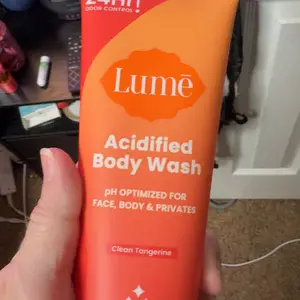 24HR
ODOR CONTROL
Lumē
Acidified
Body Wash
pH OPTIMIZED FOR
FACE, BODY & PRIVATES
Clean Tangerine